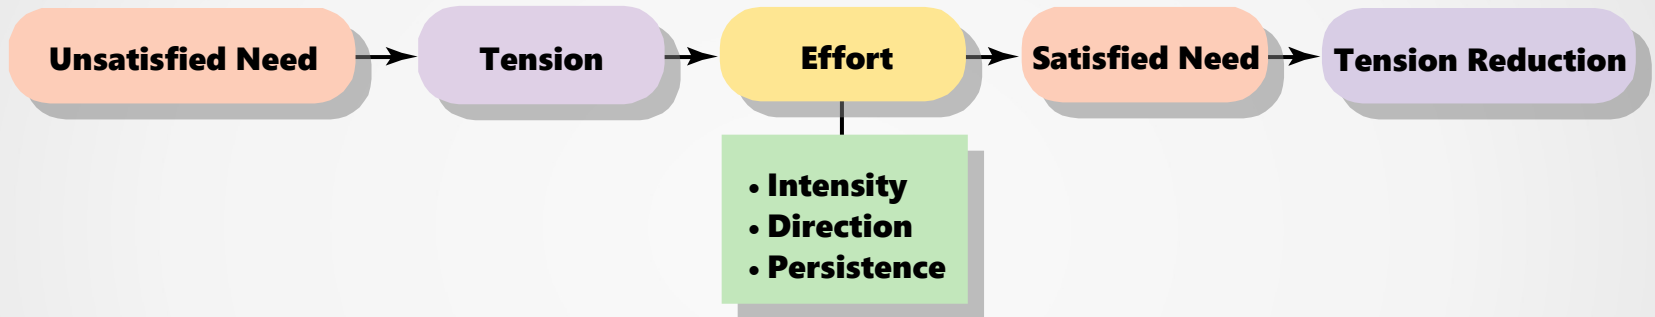 Unsatisfied Need
Tension
Effort
Satisfied Need
Tension Reduction
• Intensity
• Direction
• Persistence